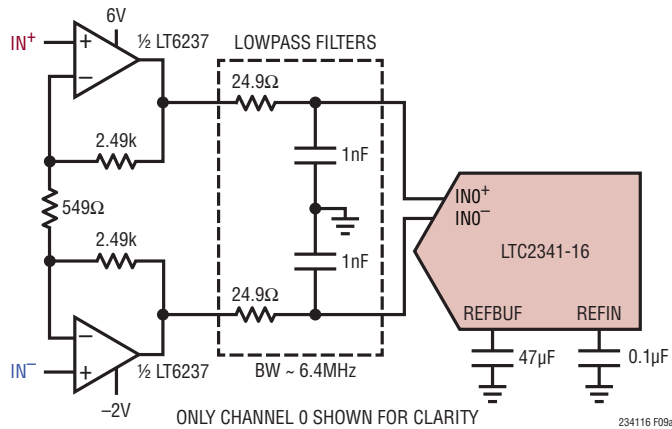 6V
IN+
+
–
½ LT6237
LOWPASS FILTERS
24.9Ω
2.49k
1nF
549Ω
IN0+
IN0–
LTC2341-16
2.49k
1nF
24.9Ω
REFBUF
REFIN
–
+
IN–
½ LT6237
BW ~ 6.4MHz
47µF
0.1µF
–2V
ONLY CHANNEL 0 SHOWN FOR CLARITY
234116 F09a